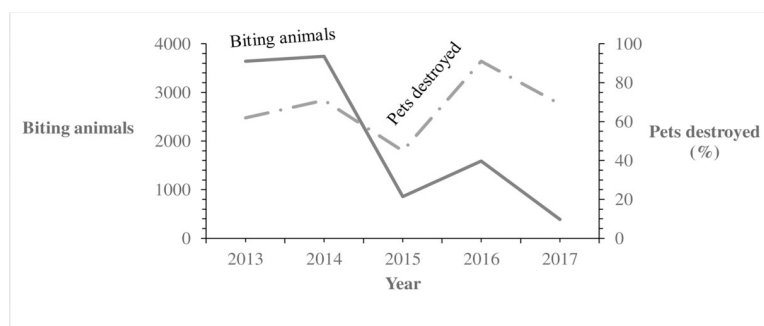 Biting animals
4000
3000
2000
1000
0
Biting animals
Pets destroyed
100
80
60
40
20
0
Pets destroyed
(%)
2013 2014 2015 2016 2017
Year